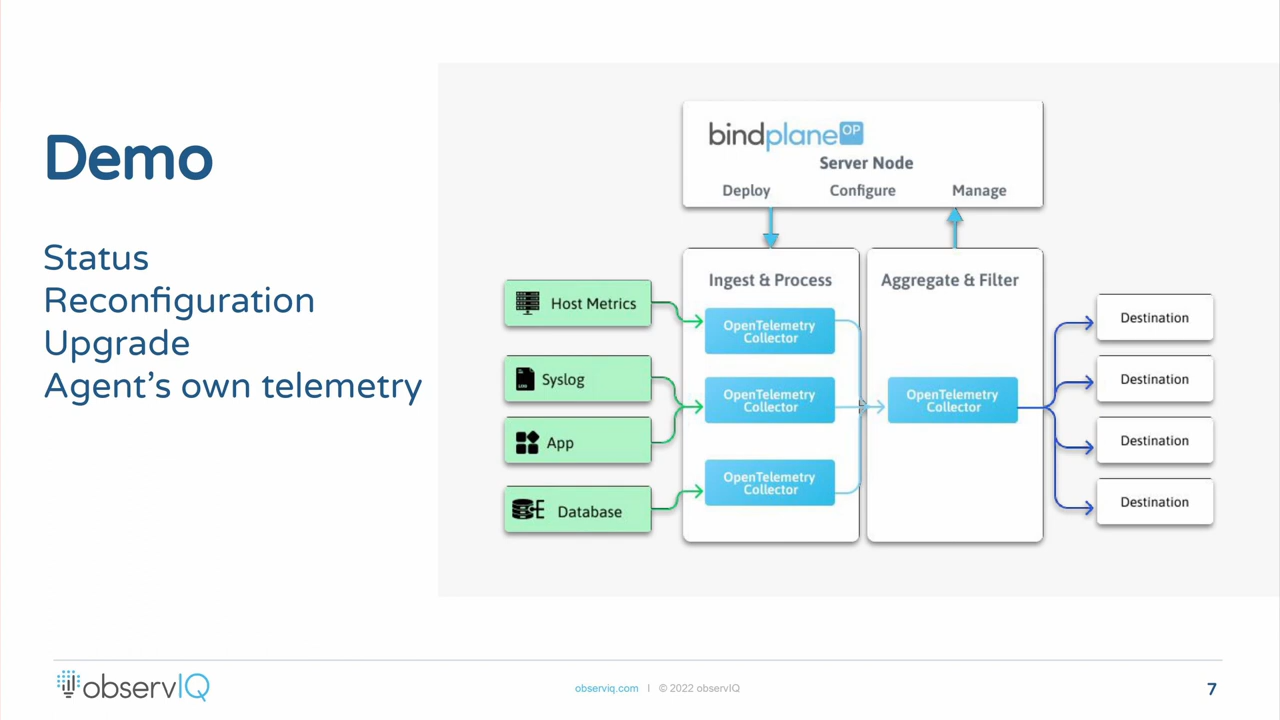 Demo
Status
Reconfiguration
Upgrade
Agent's own telemetry
bindplane OP
Server Node
Deploy
Configure
Manage
Ingest & Process
Aggregate & Filter
Host Metrics
Syslog
App
Database
OpenTelemetry
Collector
OpenTelemetry
Collector
OpenTelemetry
Collector
OpenTelemetry
Collector
Destination
Destination
Destination
Destination
observIQ
observiq.com | © 2022 observIQ
7